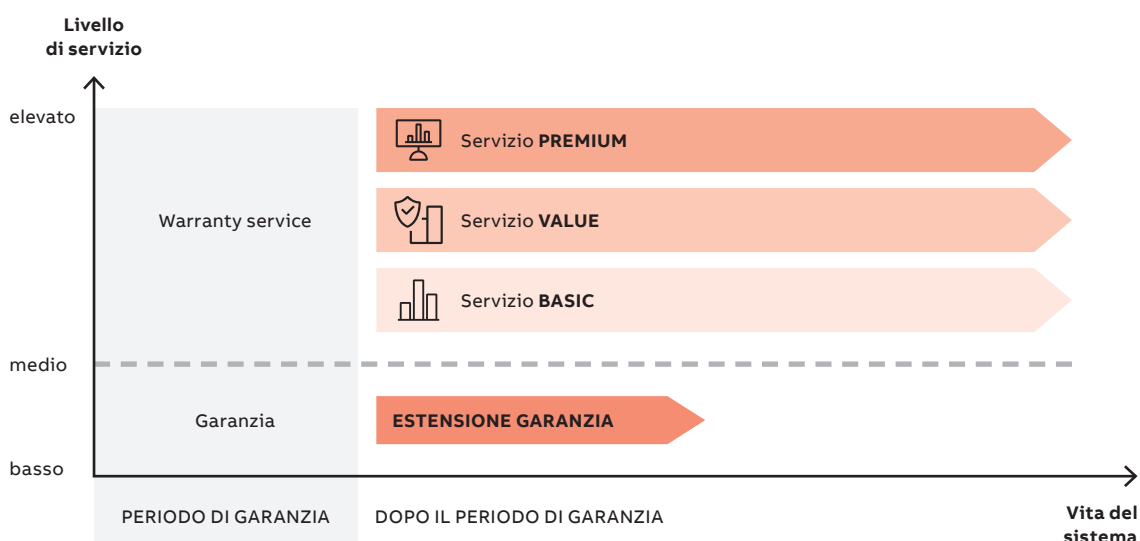 Livello
di servizio
elevato
Servizio PREMIUM
Warranty service
Servizio VALUE
Servizio BASIC
medio
Garanzia
ESTENSIONE GARANZIA
basso
PERIODO DI GARANZIA
DOPO IL PERIODO DI GARANZIA
Vita del
sistema